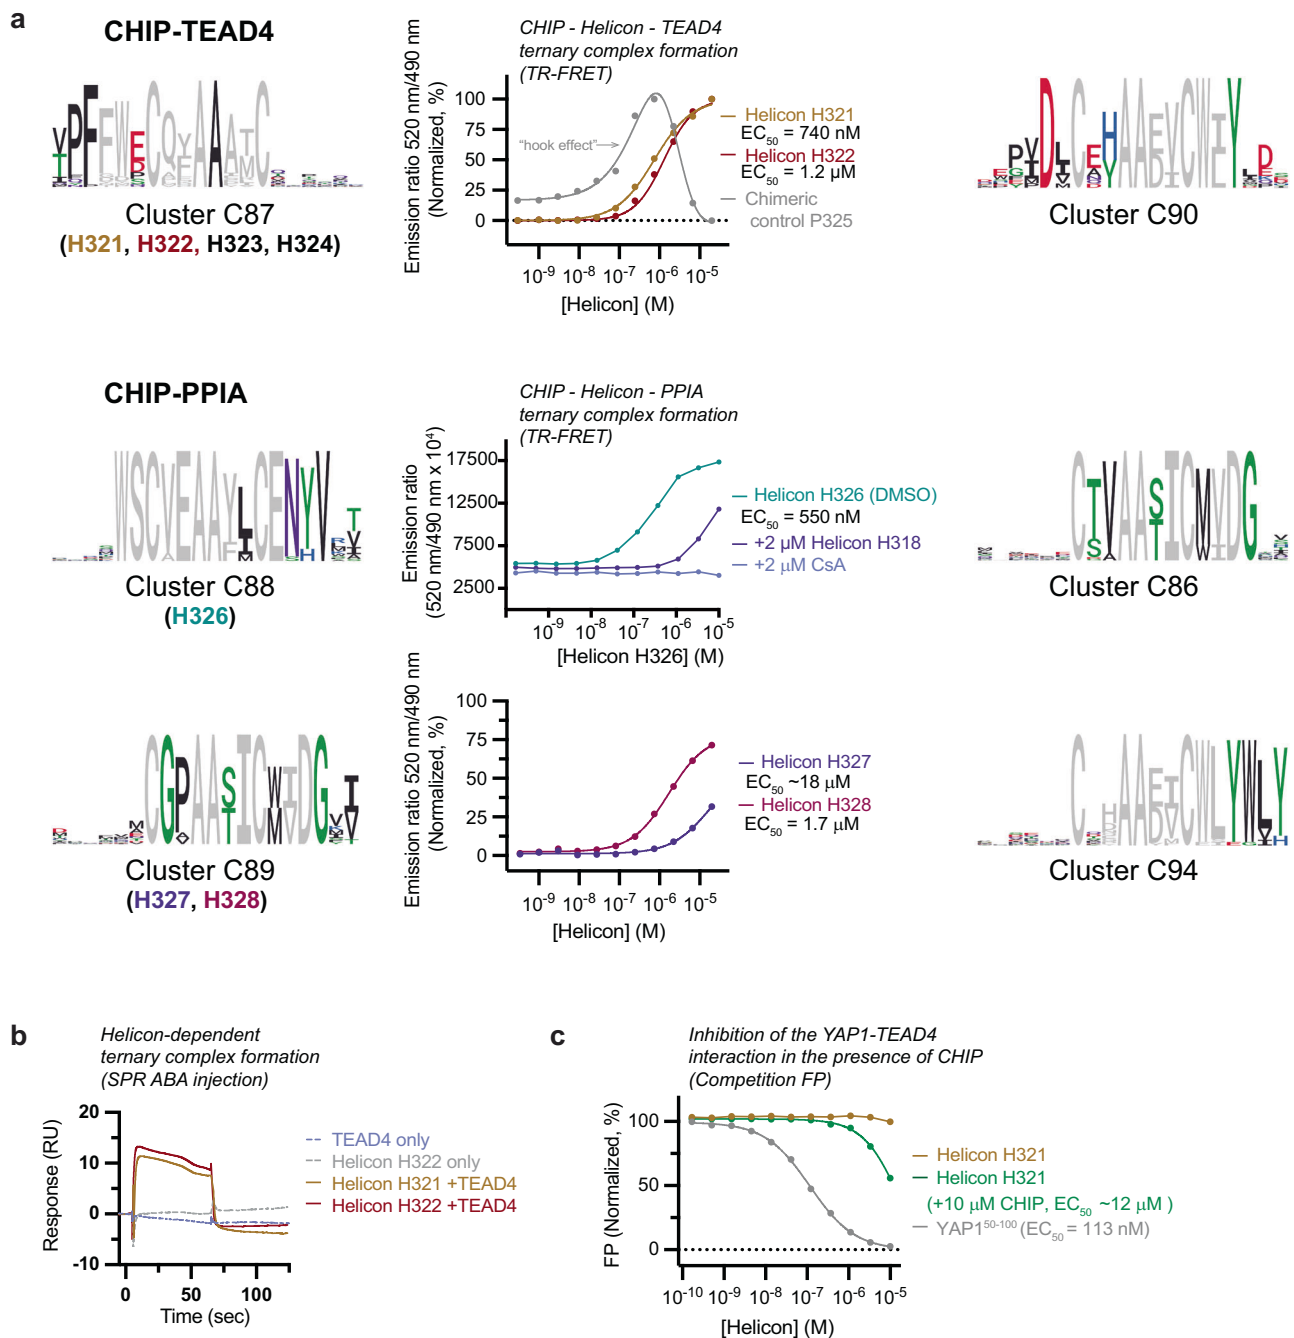 a
CHIP-TEAD4
Cluster C87
(H321, H322, H323, H324)
CHIP - Helicon - TEAD4
ternary complex formation
(TR-FRET)
Emission ratio 520 nm/490 nm
(Normalized, %)
100
75
50
25
0
"hook effect"
10⁻⁹ 10⁻⁸ 10⁻⁷ 10⁻⁶ 10⁻⁵
[Helicon] (M)
Helicon H321
EC₅₀ = 740 nM
Helicon H322
EC₅₀ = 1.2 µM
Chimeric
control P325
Cluster C90
CHIP-PPIA
WSCVEAAYLCENYV
Cluster C88
(H326)
CHIP - Helicon - PPIA
ternary complex formation
(TR-FRET)
Emission ratio
(520 nm/490 nm x 10⁴)
17500
12500
7500
2500
10⁻⁹ 10⁻⁸ 10⁻⁷ 10⁻⁶ 10⁻⁵
[Helicon H326] (M)
Helicon H326 (DMSO)
EC₅₀ = 550 nM
+2 µM Helicon H318
+2 µM CsA
Cluster C86
CGPAASICWIDG
Cluster C89
(H327, H328)
Emission ratio 520 nm/490 nm
(Normalized, %)
100
75
50
25
0
10⁻⁹ 10⁻⁸ 10⁻⁷ 10⁻⁶ 10⁻⁵
[Helicon] (M)
Helicon H327
EC₅₀ ~18 µM
Helicon H328
EC₅₀ = 1.7 µM
Cluster C94
b
Helicon-dependent
ternary complex formation
(SPR ABA injection)
Response (RU)
20
10
0
-10
0 50 100
Time (sec)
TEAD4 only
Helicon H322 only
Helicon H321 +TEAD4
Helicon H322 +TEAD4
c
Inhibition of the YAP1-TEAD4
interaction in the presence of CHIP
(Competition FP)
FP (Normalized, %)
100
50
0
10⁻¹⁰ 10⁻⁹ 10⁻⁸ 10⁻⁷ 10⁻⁶ 10⁻⁵
[Helicon] (M)
Helicon H321
Helicon H321
(+10 µM CHIP, EC₅₀ ~12 µM )
YAP1⁵⁰⁻¹⁰⁰ (EC₅₀ = 113 nM)